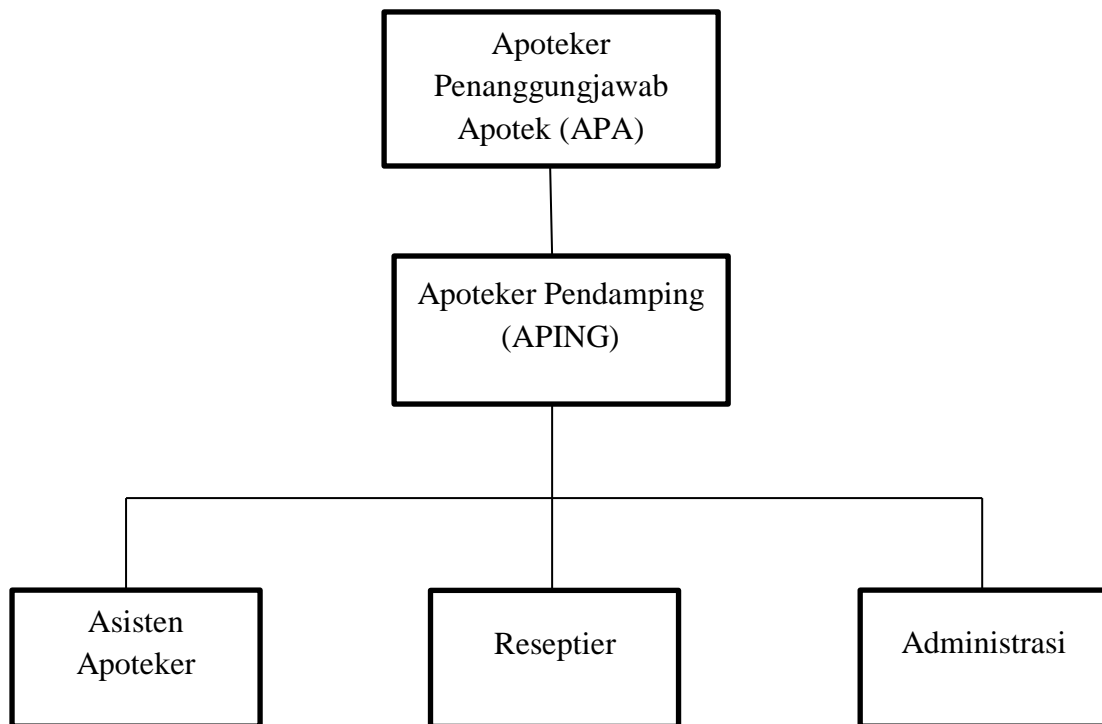 Apoteker
Penanggungjawab
Apotek (APA)
Apoteker Pendamping
(APING)
Asisten
Apoteker
Reseptier
Administrasi